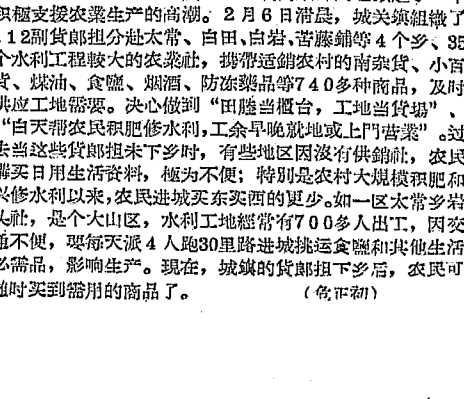 积極支援农業生产的高潮。2月6日清晨，城关鎮組織了
12副貨郎担分赴太常、白田、白岩、苦藤鋪等4个乡、35
个水利工程較大的农業社，携帶运銷农村的南杂貨、小百
貨、煤油、食鹽、烟酒、防冻藥品等740多种商品，及时
供应工地需要。决心做到“田塍当櫃台，工地当貨場”、
“白天帮农民积肥修水利，工余早晚就地或上門营業”。过
去当这些貨郎担未下乡时，有些地区因沒有供銷社，农民
購买日用生活資料，極为不便；特別是农村大規模积肥和
兴修水利以来，农民进城买东买西的更少。如一区太常乡岩
头社，是个大山区，水利工地經常有700多人出工，因交
通不便，要每天派4人跑30里路进城挑运食鹽和其他生活
必需品，影响生产。現在，城鎮的貨郎担下乡后，农民可
随时买到需用的商品了。（危正初）